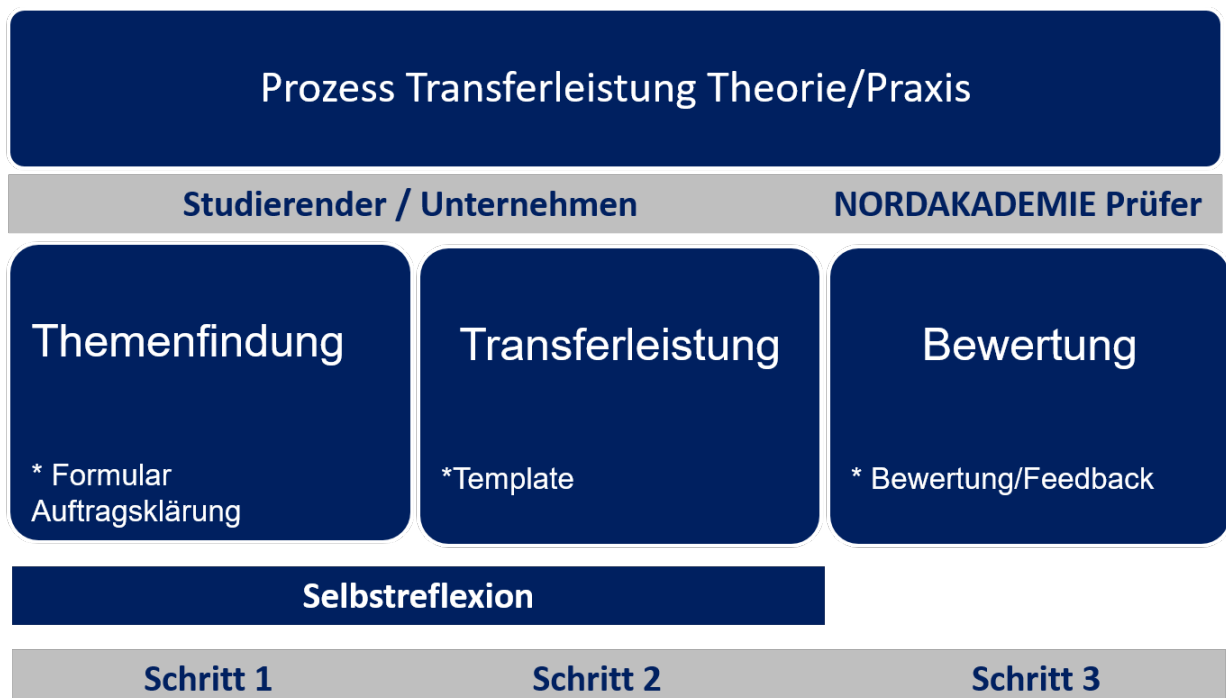 Prozess Transferleistung Theorie/Praxis
Studierender / Unternehmen
NORDAKADEMIE Prüfer
Themenfindung
* Formular
Auftragsklärung
Transferleistung
*Template
Bewertung
* Bewertung/Feedback
Selbstreflexion
Schritt 1
Schritt 2
Schritt 3